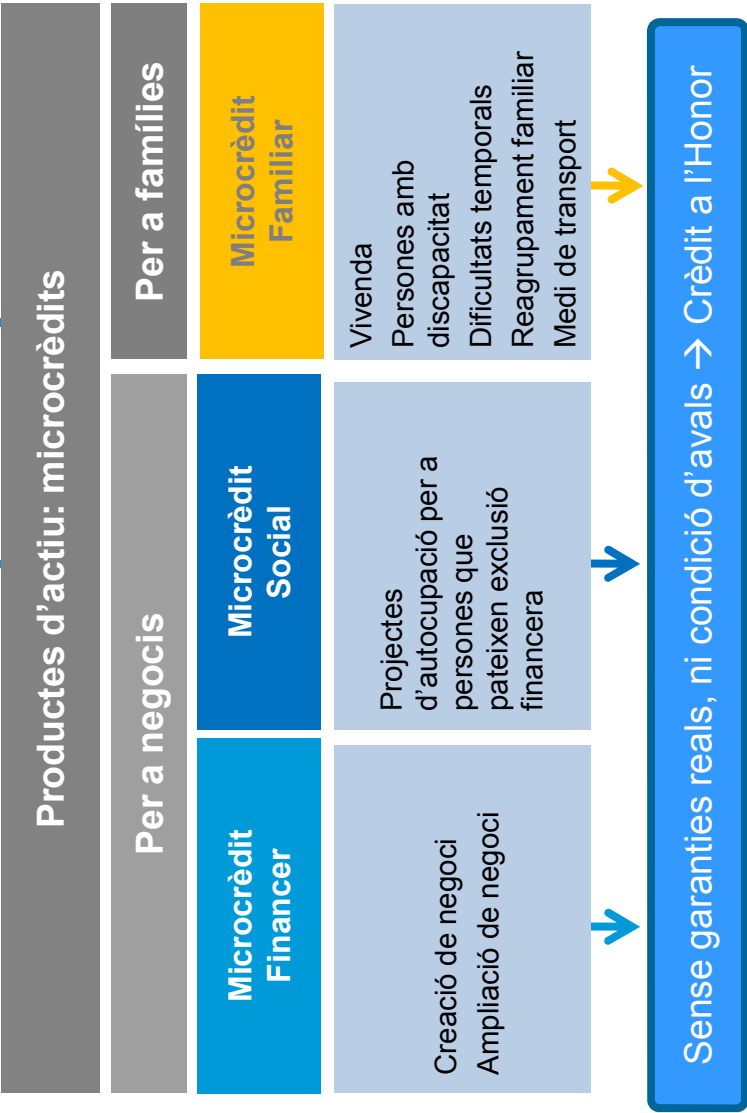 Productes d’actiu: microcrèdits
Per a negocis
Per a famílies
Microcrèdit
Financer
Microcrèdit
Social
Microcrèdit
Familiar
Creació de negoci
Ampliació de negoci
Projectes
d’autocupació per a
persones que
pateixen exclusió
financera
Vivenda
Persones amb
discapacitat
Dificultats temporals
Reagrupament familiar
Medi de transport
Sense garanties reals, ni condició d’avals → Crèdit a l’Honor